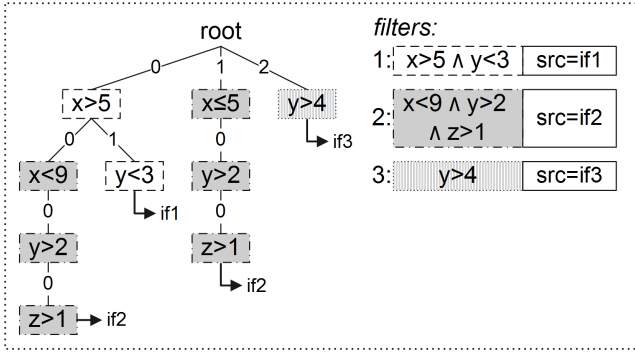 root
filters:
0 1 2
1: x>5 ∧ y<3 src=if1
x>5 x≤5 y>4
2: x<9 ∧ y>2 ∧ z>1 src=if2
0 1 0 if3
x<9 y<3 y>2
3: y>4 src=if3
0 if1 0
y>2 z>1
0 if2
z>1 if2